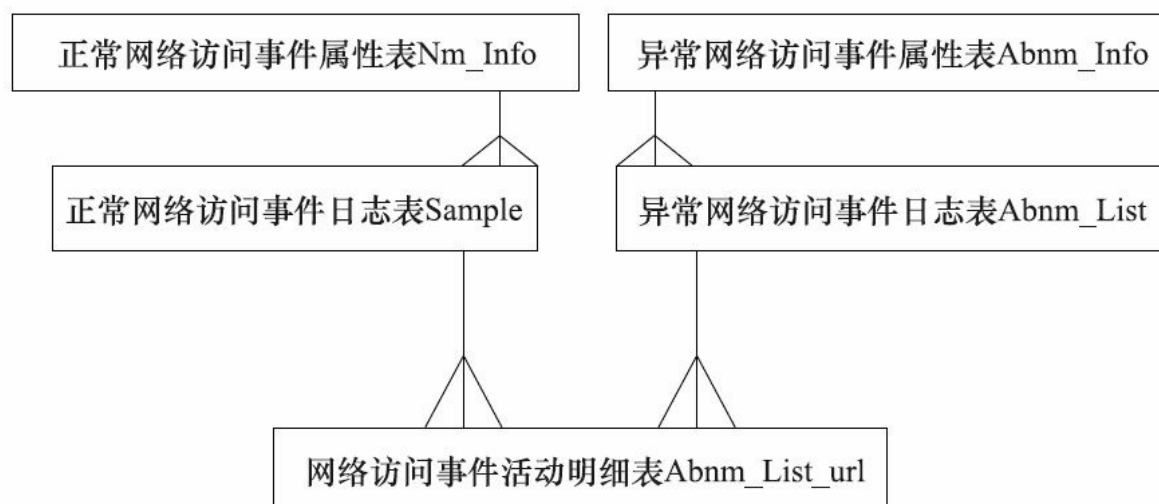 正常网络访问事件属性表Nm_Info
异常网络访问事件属性表Abnm_Info
正常网络访问事件日志表Sample
异常网络访问事件日志表Abnm_List
网络访问事件活动明细表Abnm_List_url